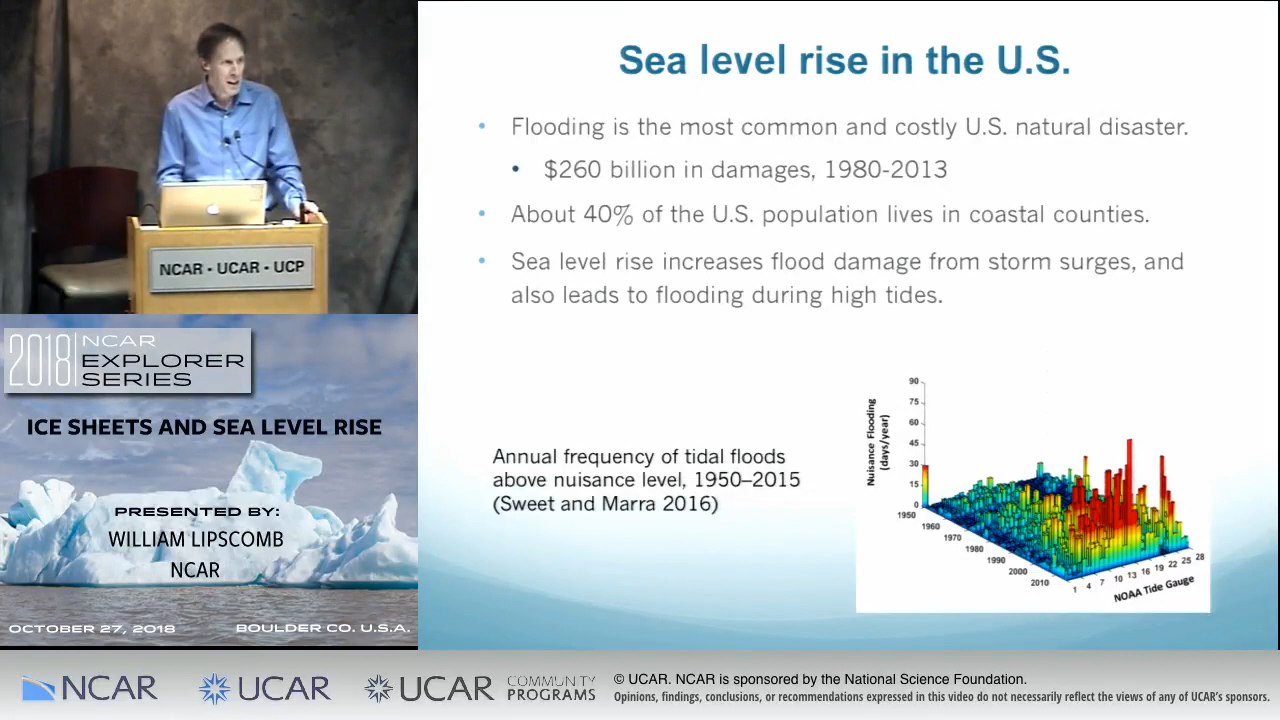 Sea level rise in the U.S.
• Flooding is the most common and costly U.S. natural disaster.
• $260 billion in damages, 1980-2013
• About 40% of the U.S. population lives in coastal counties.
• Sea level rise increases flood damage from storm surges, and
also leads to flooding during high tides.
Annual frequency of tidal floods
above nuisance level, 1950–2015
(Sweet and Marra 2016)
Nuisance Flooding
(days/year)
90
75
60
45
30
15
0
1950
1960
1970
1980
1990
2000
2010
1 4 7 10 13 16 19 22 25 28
NOAA Tide Gauge
NCAR • UCAR • UCP
2018 NCAR
EXPLORER
SERIES
ICE SHEETS AND SEA LEVEL RISE
PRESENTED BY:
WILLIAM LIPSCOMB
NCAR
OCTOBER 27, 2018 BOULDER CO. U.S.A.
NCAR UCAR UCAR COMMUNITY
PROGRAMS
© UCAR. NCAR is sponsored by the National Science Foundation.
Opinions, findings, conclusions, or recommendations expressed in this video do not necessarily reflect the views of any of UCAR's sponsors.